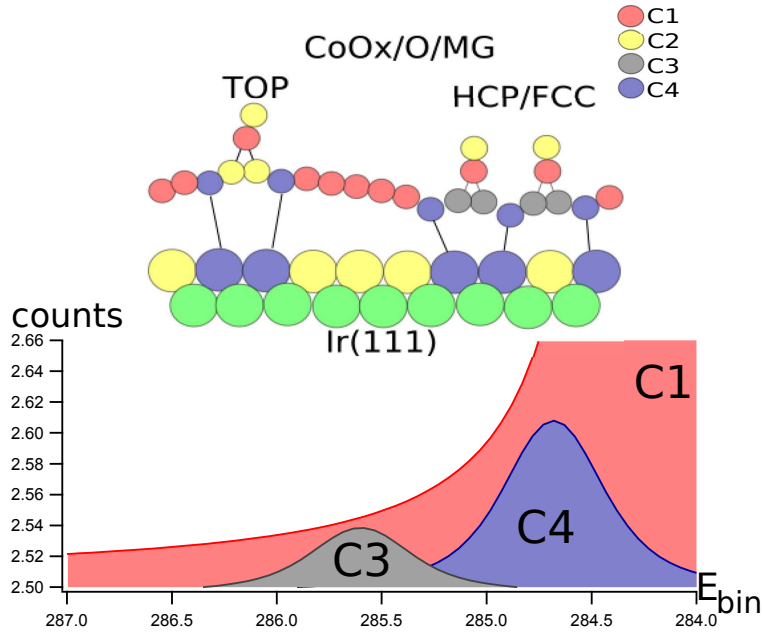 C1
C2
C3
C4
CoOx/O/MG
TOP
HCP/FCC
Ir(111)
counts
2.66
2.64
2.62
2.60
2.58
2.56
2.54
2.52
2.50
C1
C4
C3
E bin
287.0 286.5 286.0 285.5 285.0 284.5 284.0